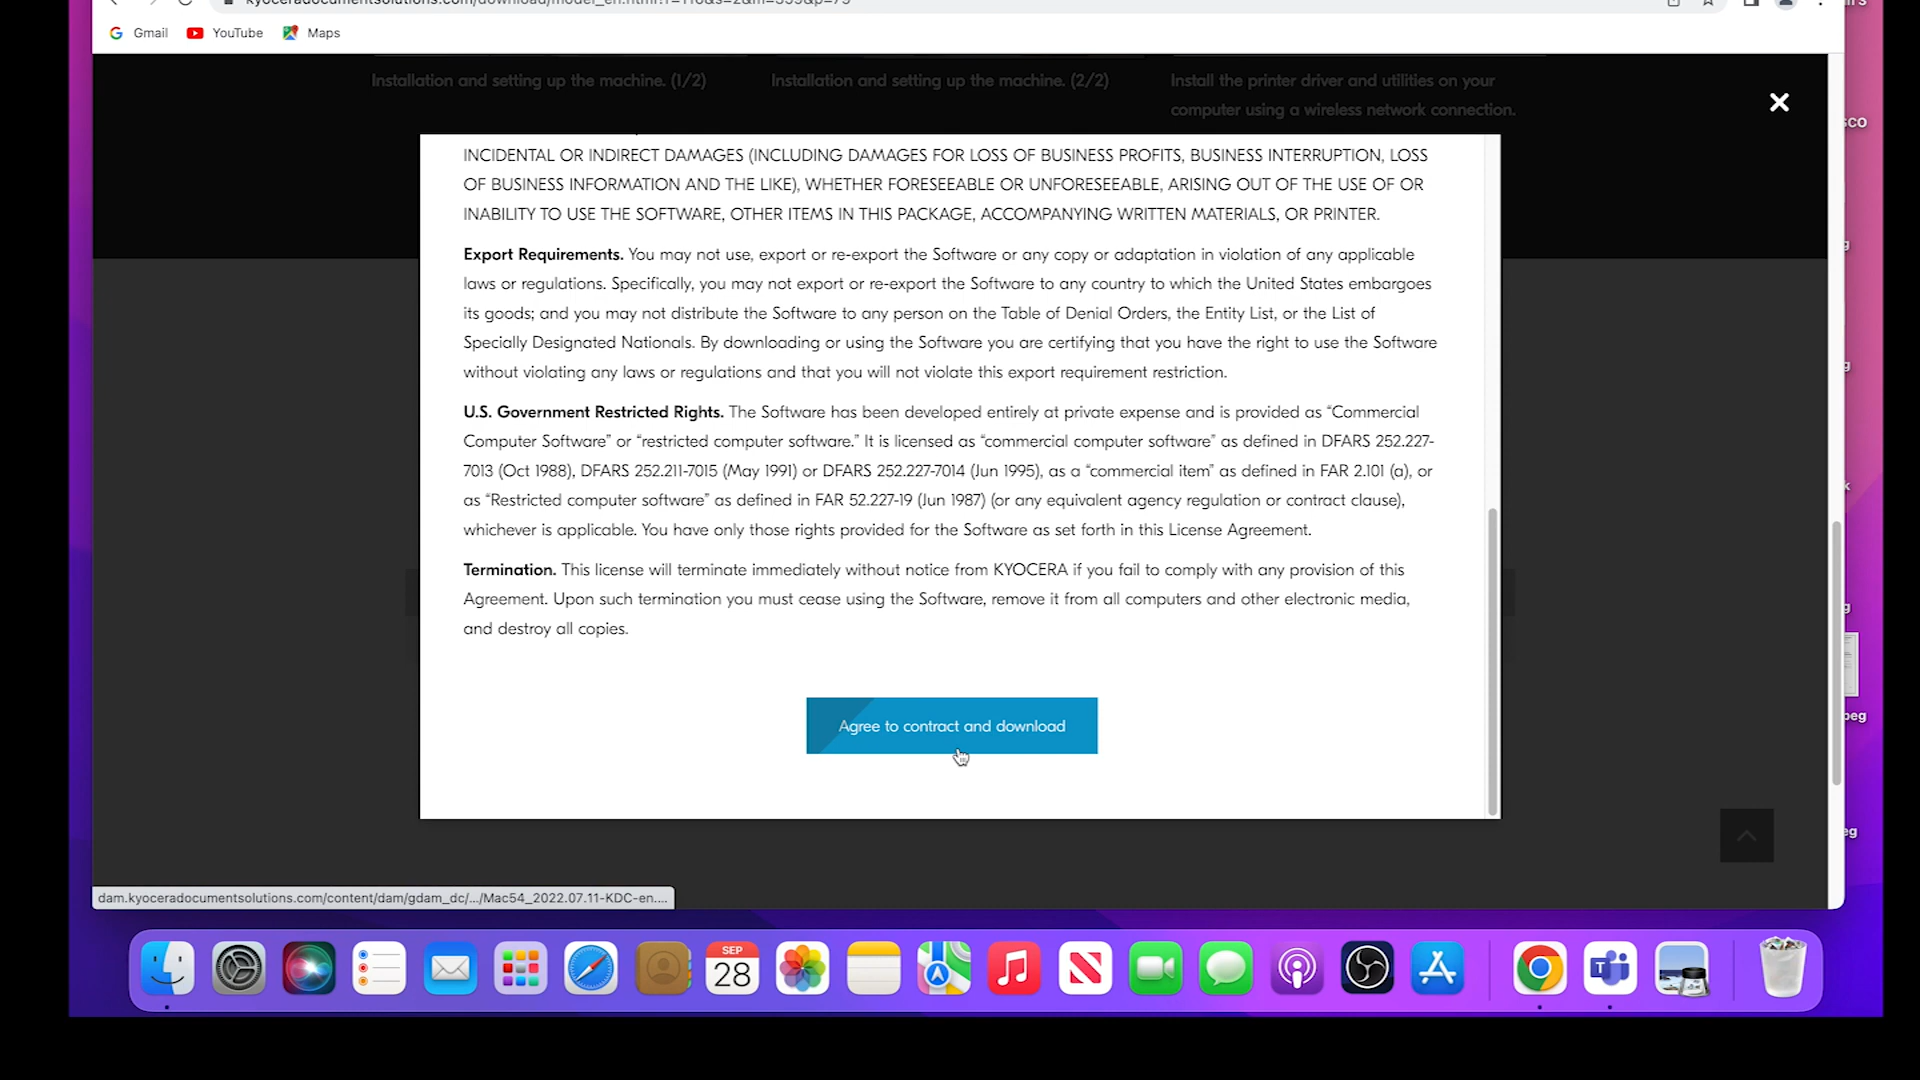 Gmail YouTube Maps
Installation and setting up the machine. (1/2) Installation and setting up the machine. (2/2) Install the printer driver and utilities on your
computer using a wireless network connection.
INCIDENTAL OR INDIRECT DAMAGES (INCLUDING DAMAGES FOR LOSS OF BUSINESS PROFITS, BUSINESS INTERRUPTION, LOSS
OF BUSINESS INFORMATION AND THE LIKE), WHETHER FORESEEABLE OR UNFORESEEABLE, ARISING OUT OF THE USE OF OR
INABILITY TO USE THE SOFTWARE, OTHER ITEMS IN THIS PACKAGE, ACCOMPANYING WRITTEN MATERIALS, OR PRINTER.
Export Requirements. You may not use, export or re-export the Software or any copy or adaptation in violation of any applicable
laws or regulations. Specifically, you may not export or re-export the Software to any country to which the United States embargoes
its goods; and you may not distribute the Software to any person on the Table of Denial Orders, the Entity List, or the List of
Specially Designated Nationals. By downloading or using the Software you are certifying that you have the right to use the Software
without violating any laws or regulations and that you will not violate this export requirement restriction.
U.S. Government Restricted Rights. The Software has been developed entirely at private expense and is provided as “Commercial
Computer Software” or “restricted computer software.” It is licensed as “commercial computer software” as defined in DFARS 252.227-
7013 (Oct 1988), DFARS 252.211-7015 (May 1991) or DFARS 252.227-7014 (Jun 1995), as a “commercial item” as defined in FAR 2.101 (a), or
as “Restricted computer software” as defined in FAR 52.227-19 (Jun 1987) (or any equivalent agency regulation or contract clause),
whichever is applicable. You have only those rights provided for the Software as set forth in this License Agreement.
Termination. This license will terminate immediately without notice from KYOCERA if you fail to comply with any provision of this
Agreement. Upon such termination you must cease using the Software, remove it from all computers and other electronic media,
and destroy all copies.
Agree to contract and download
dam.kyoceradocumentsolutions.com/content/dam/gdam_dc/.../Mac54_2022.07.11-KDC-en....
SEP
28